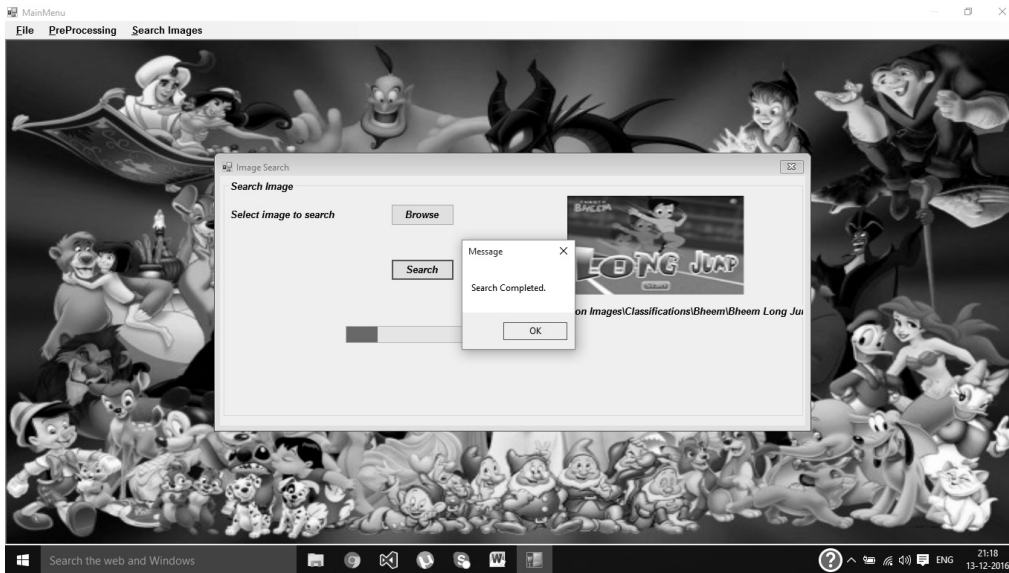 MainMenu
File PreProcessing Search Images
Image Search
Search Image
Select image to search
Browse
BHEEM
LONG JUMP
Search
Message
Search Completed.
OK
on Images\Classifications\Bheem\Bheem Long Ju
Search the web and Windows
ENG
21:18
13-12-2016